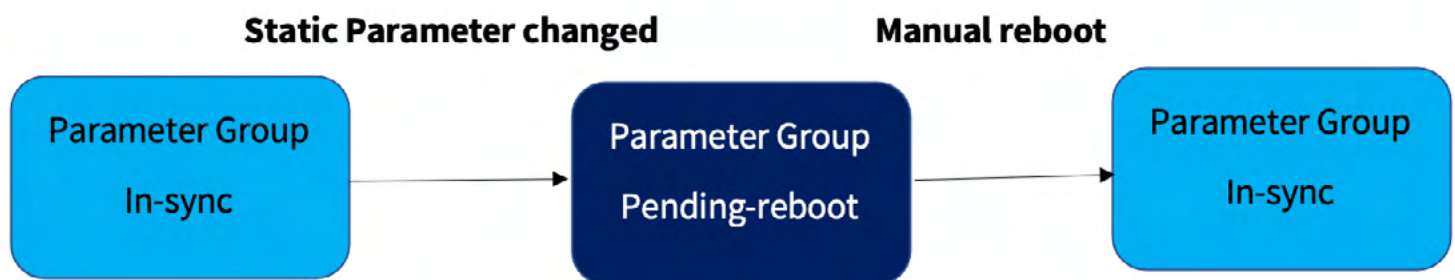 Static Parameter changed
Manual reboot
Parameter Group
In-sync
Parameter Group
Pending-reboot
Parameter Group
In-sync